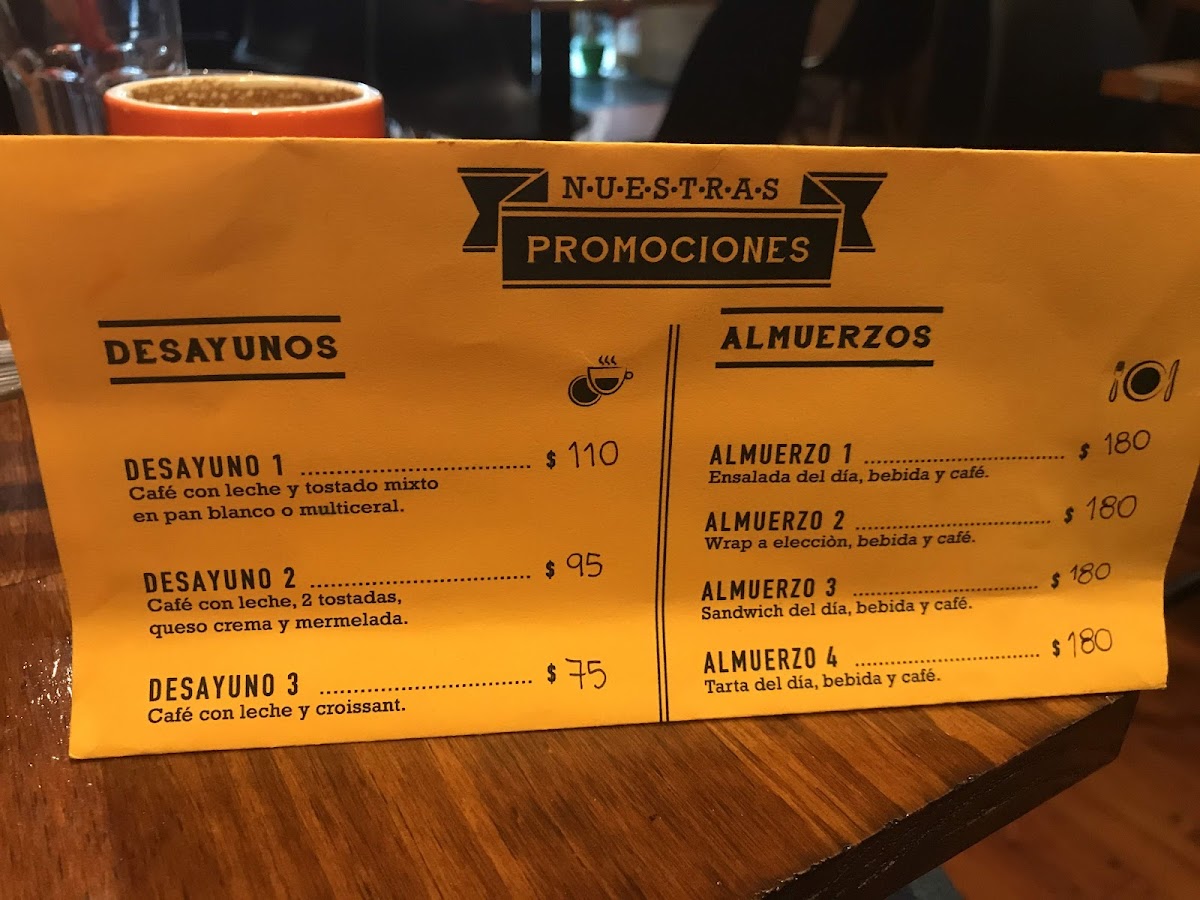 N·U·E·S·T·R·A·S
PROMOCIONES
DESAYUNOS
DESAYUNO 1 ........................................ $ 110
Café con leche y tostado mixto
en pan blanco o multiceral.
DESAYUNO 2 ...................................... $ 95
Café con leche, 2 tostadas,
queso crema y mermelada.
DESAYUNO 3 ..................................... $ 75
Café con leche y croissant.
ALMUERZOS
ALMUERZO 1 ................................... $ 180
Ensalada del día, bebida y café.
ALMUERZO 2 .................................. $ 180
Wrap a elecciòn, bebida y café.
ALMUERZO 3 ................................ $ 180
Sandwich del día, bebida y café.
ALMUERZO 4 ................................ $ 180
Tarta del día, bebida y café.